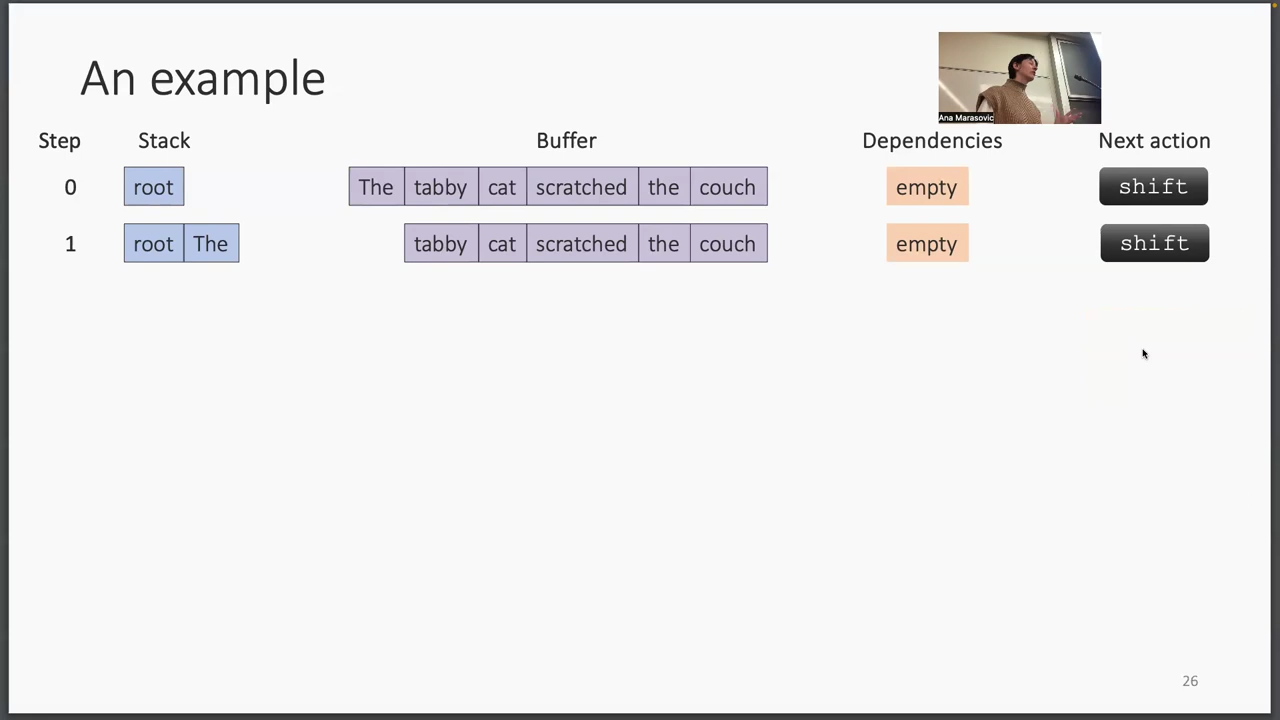 An example
Ana Marasovic
Step Stack Buffer Dependencies Next action
0 root The tabby cat scratched the couch empty shift
1 root The tabby cat scratched the couch empty shift
26